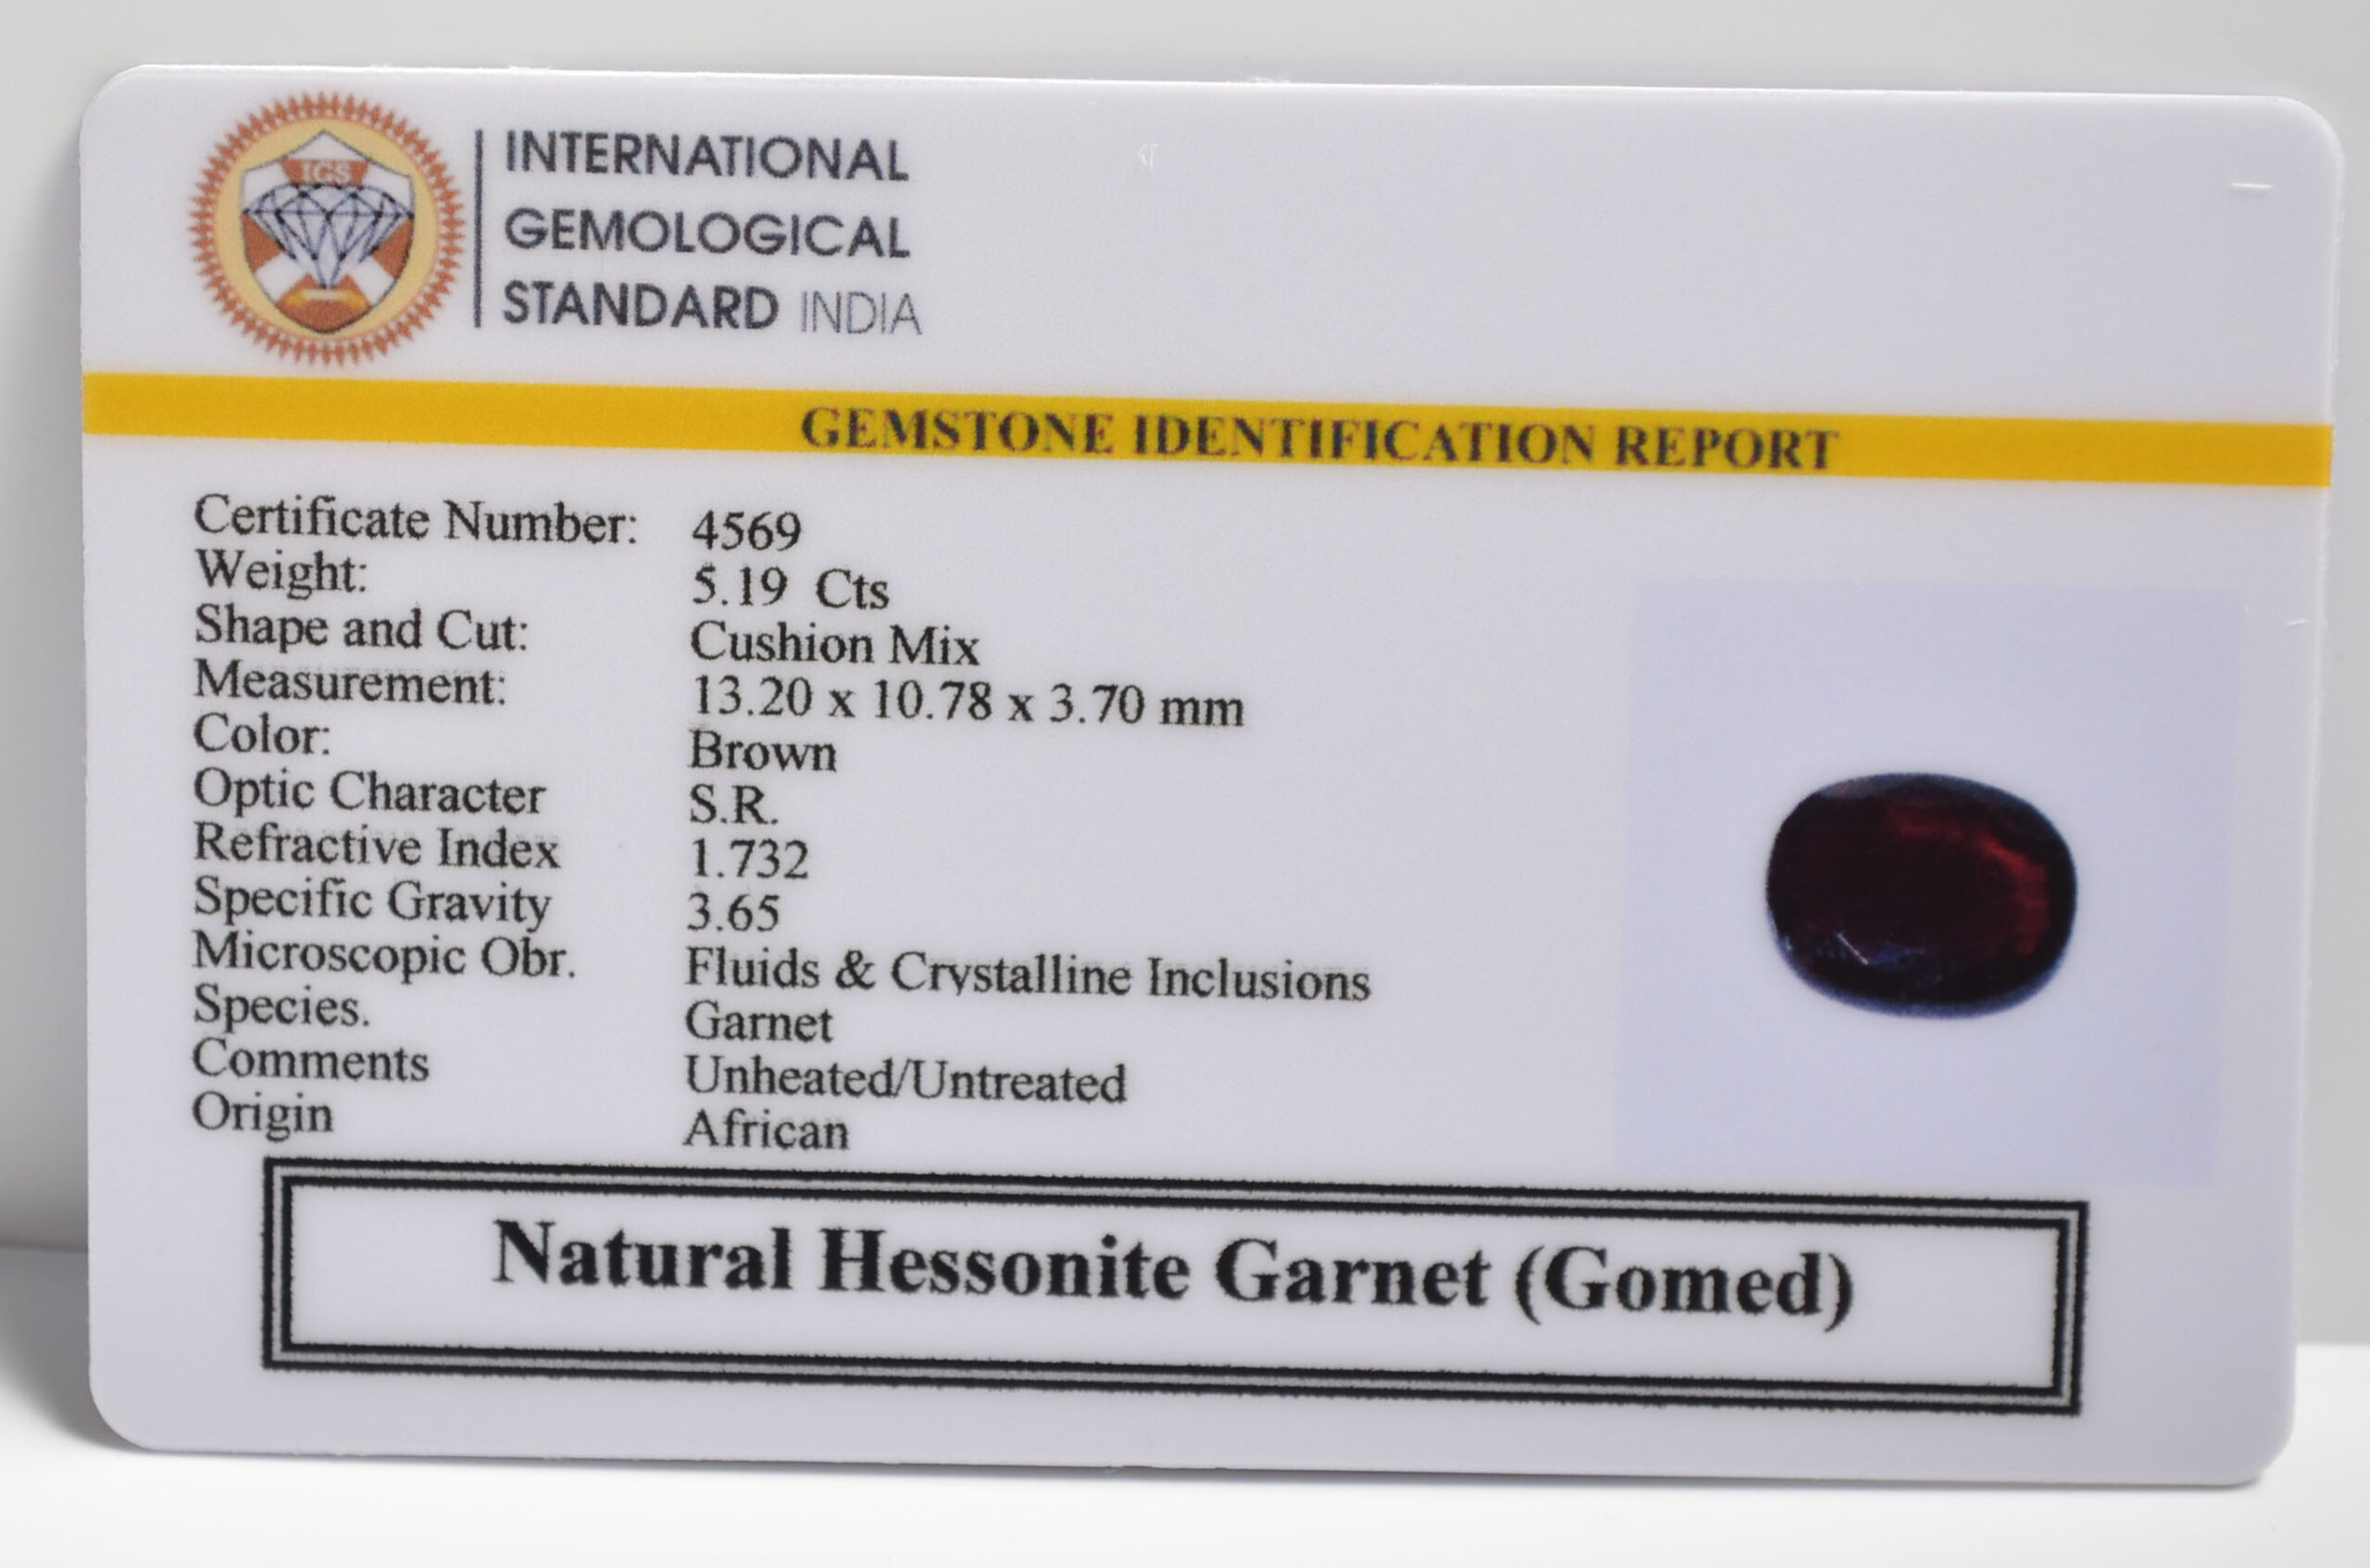 IGS
INTERNATIONAL
GEMOLOGICAL
STANDARD INDIA
GEMSTONE IDENTIFICATION REPORT
Certificate Number: 4569
Weight: 5.19 Cts
Shape and Cut: Cushion Mix
Measurement: 13.20 x 10.78 x 3.70 mm
Color: Brown
Optic Character S.R.
Refractive Index 1.732
Specific Gravity 3.65
Microscopic Obr. Fluids & Crystalline Inclusions
Species. Garnet
Comments Unheated/Untreated
Origin African
Natural Hessonite Garnet (Gomed)